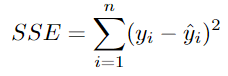 SSE = \sum_{i=1}^{n} (y_i - \hat{y}_i)^2